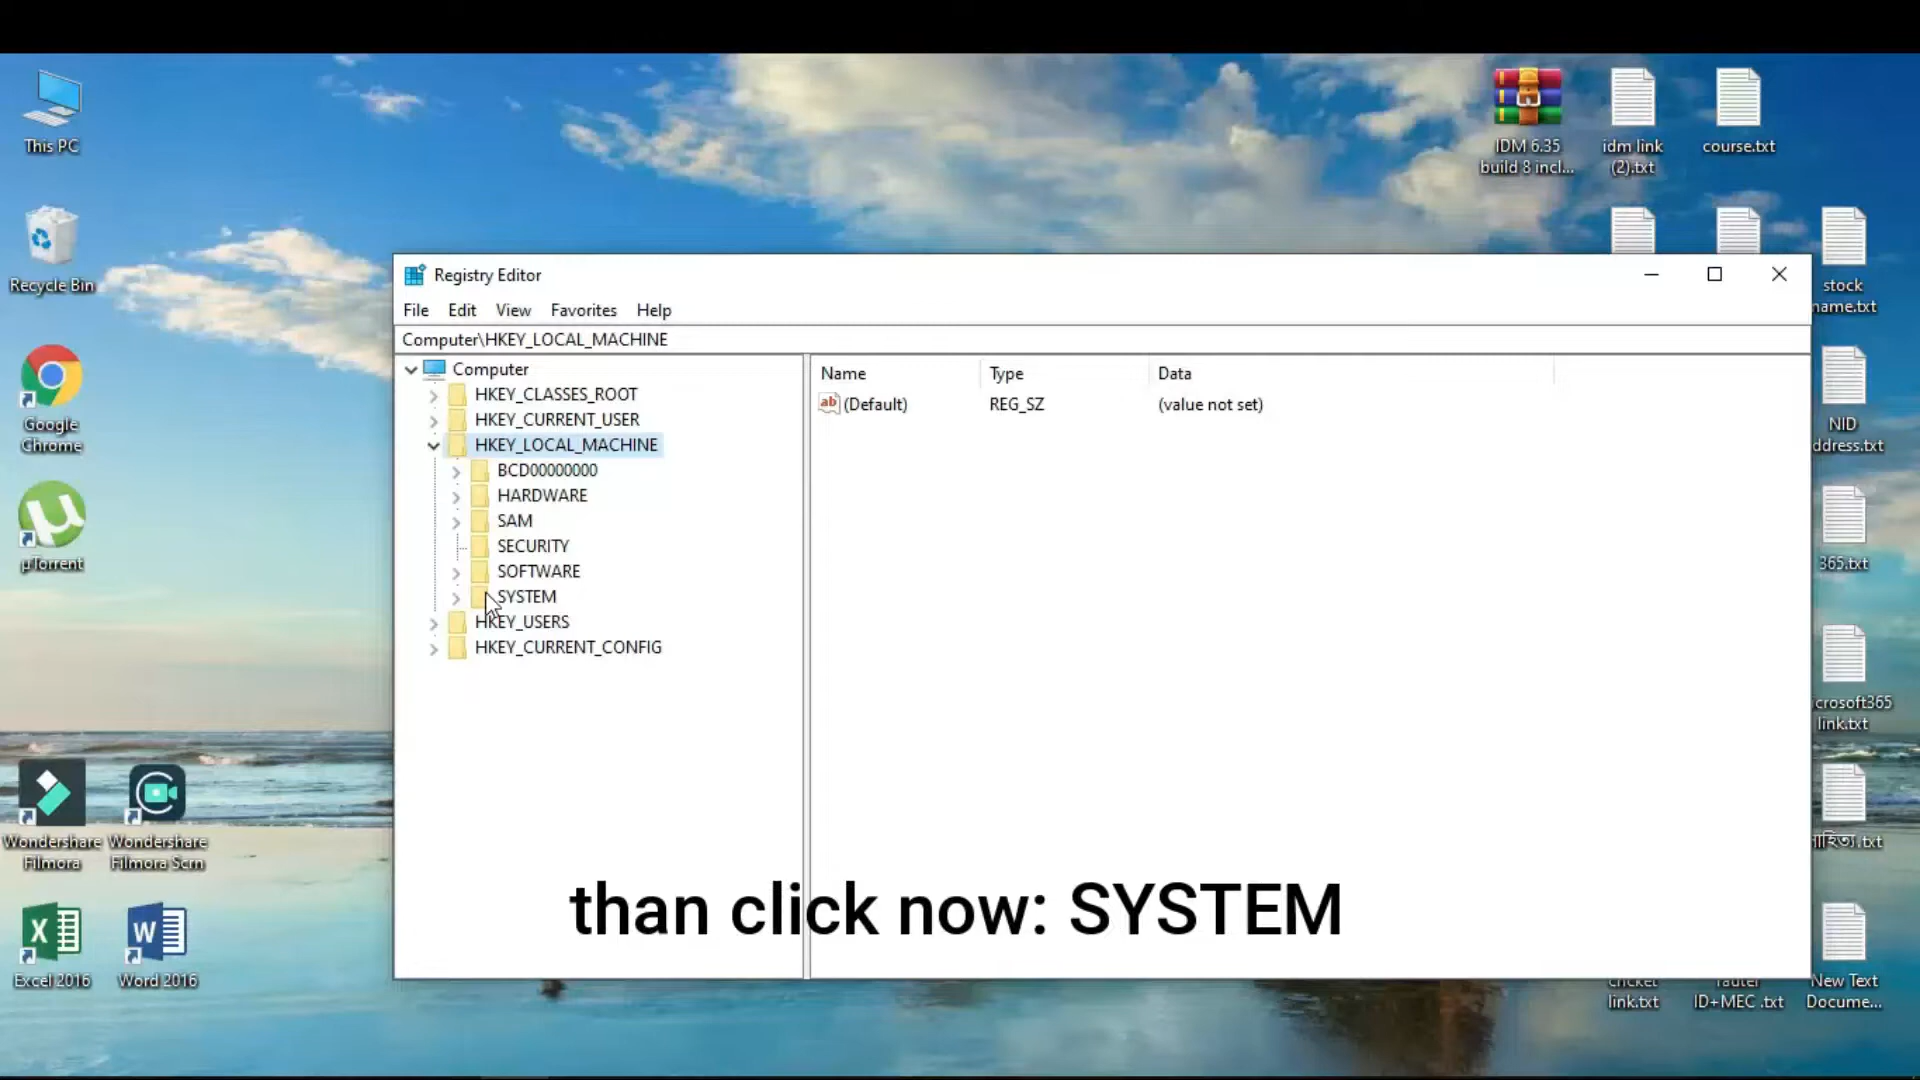 This PC
Recycle Bin
Google
Chrome
µTorrent
Wondershare
Filmora
Wondershare
Filmora Scrn
Excel 2016
Word 2016
IDM 6.35
build 8 incl...
idm link
(2).txt
course.txt
stock
name.txt
NID
ddress.txt
365.txt
crosoft365
link.txt
.txt
New Text
Docume...
link.txt
ID+MEC .txt
Registry Editor
File Edit View Favorites Help
Computer\HKEY_LOCAL_MACHINE
Computer
HKEY_CLASSES_ROOT
HKEY_CURRENT_USER
HKEY_LOCAL_MACHINE
BCD00000000
HARDWARE
SAM
SECURITY
SOFTWARE
SYSTEM
HKEY_USERS
HKEY_CURRENT_CONFIG
Name Type Data
ab (Default) REG_SZ (value not set)
than click now: SYSTEM